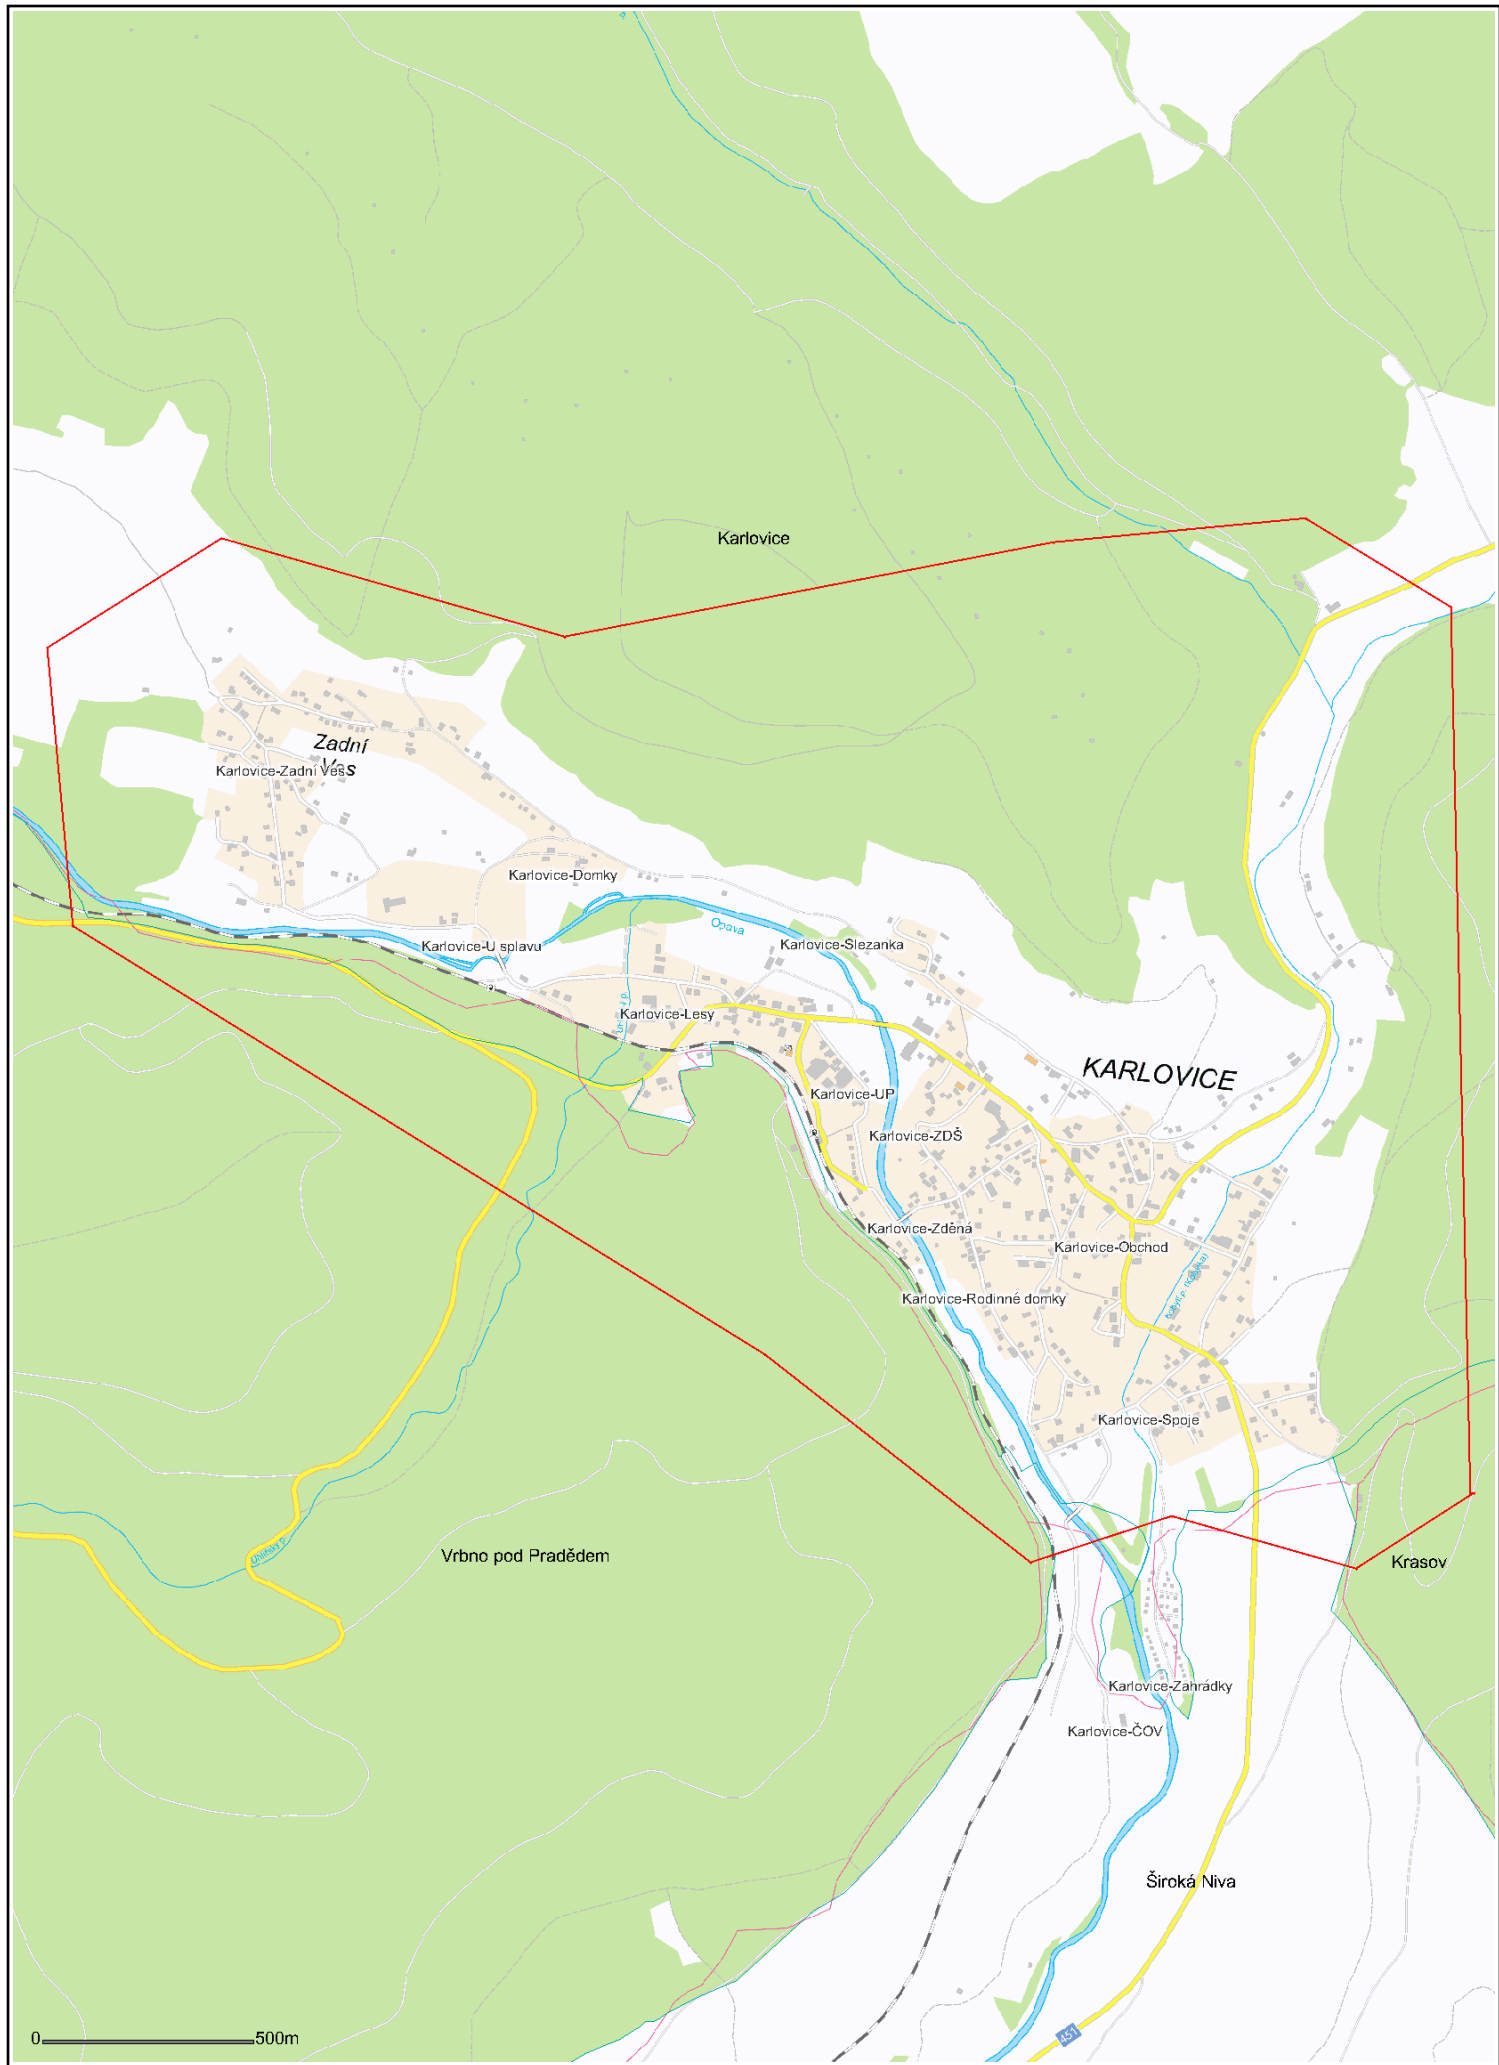 Karlovice
Zadní
Ves
Karlovice-Zadní Ves
Karlovice-Domky
Opava
Karlovice-U splavu
Karlovice-Slezanka
Karlovice-Lesy
KARLOVICE
Karlovice-UP
Karlovice-ZDŠ
Karlovice-Zděná
Karlovice-Obchod
Karlovice-Rodinné domky
Karlovice-Spoje
Uhlířský p.
Vrbno pod Pradědem
Krasov
Karlovice-Zahrádky
Karlovice-ČOV
Široká Niva
451
0
500m